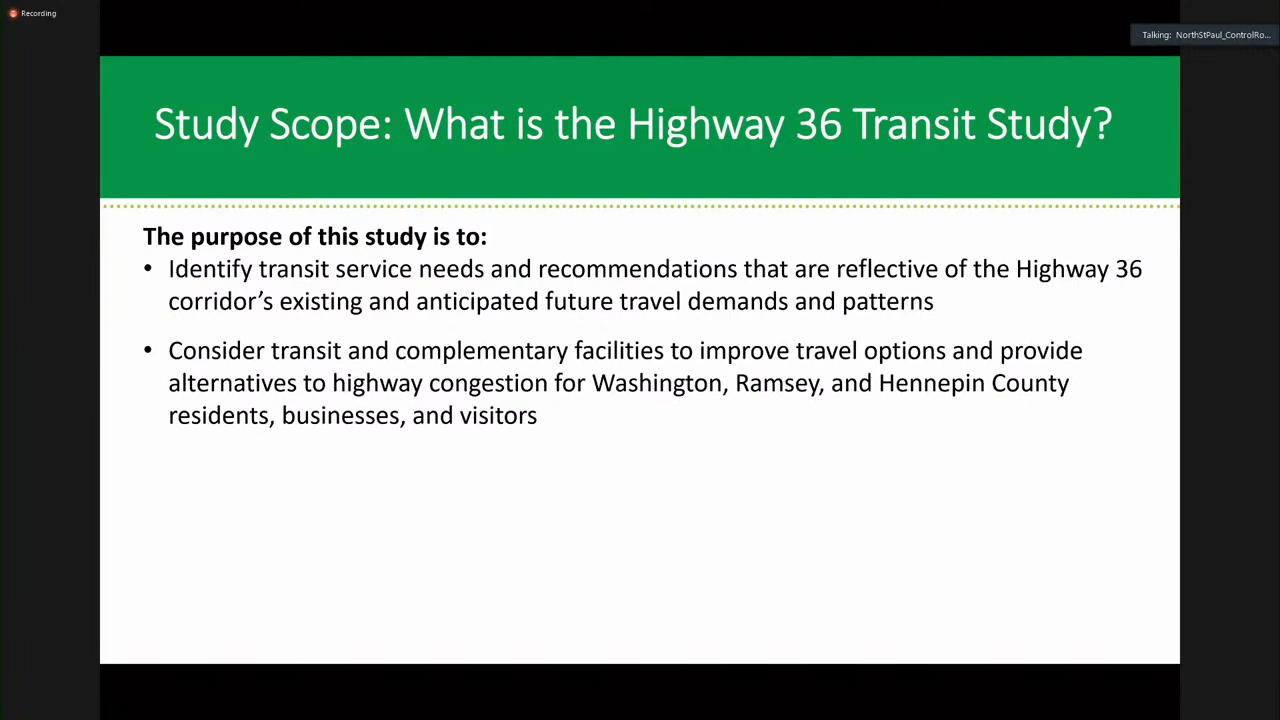 Recording
Talking: NorthStPaul_ControlRo...
Study Scope: What is the Highway 36 Transit Study?
The purpose of this study is to:
• Identify transit service needs and recommendations that are reflective of the Highway 36
corridor’s existing and anticipated future travel demands and patterns
• Consider transit and complementary facilities to improve travel options and provide
alternatives to highway congestion for Washington, Ramsey, and Hennepin County
residents, businesses, and visitors